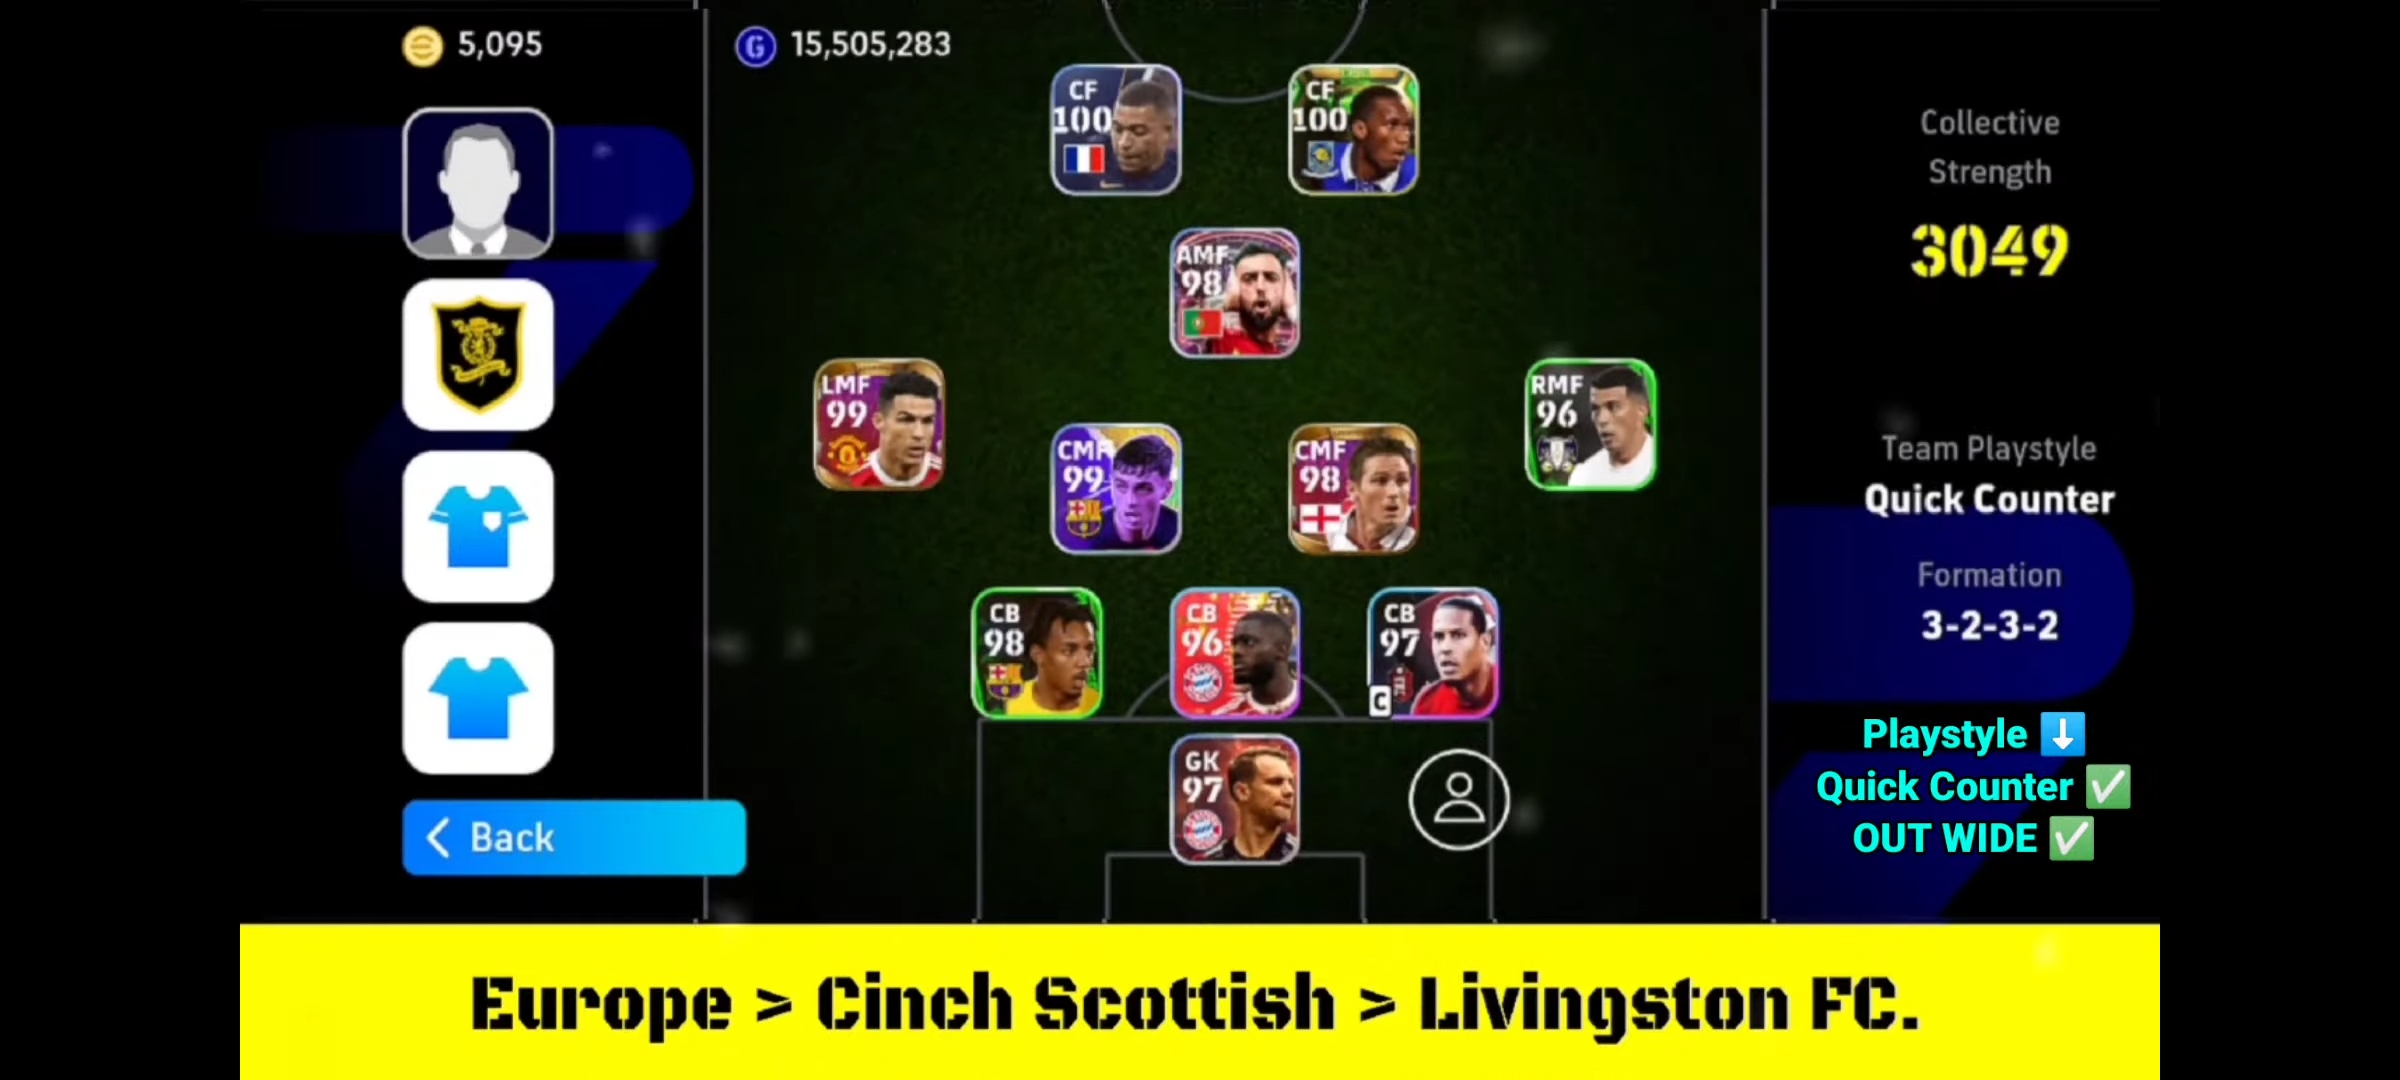 5,095
15,505,283
CF
100
CF
100
AMF
98
LMF
99
RMF
96
CMF
99
CMF
98
CB
98
CB
96
CB
97
C
GK
97
Back
Collective
Strength
3049
Team Playstyle
Quick Counter
Formation
3-2-3-2
Playstyle ⬇️
Quick Counter ✅
OUT WIDE ✅
Europe > Cinch Scottish > Livingston FC.